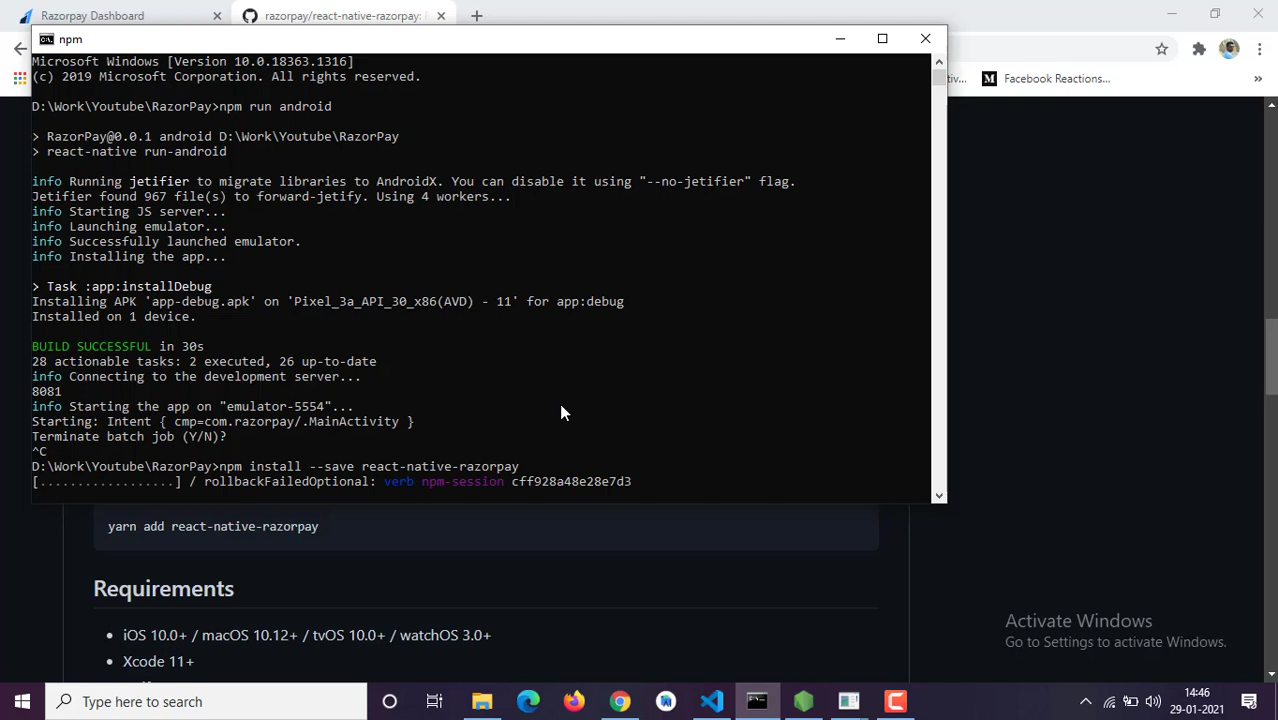 Razorpay Dashboard
razorpay/react-native-razorpay: F
npm
Microsoft Windows [Version 10.0.18363.1316]
(c) 2019 Microsoft Corporation. All rights reserved.
D:\Work\Youtube\RazorPay>npm run android
> RazorPay@0.0.1 android D:\Work\Youtube\RazorPay
> react-native run-android
info Running jetifier to migrate libraries to AndroidX. You can disable it using "--no-jetifier" flag.
Jetifier found 967 file(s) to forward-jetify. Using 4 workers...
info Starting JS server...
info Launching emulator...
info Successfully launched emulator.
info Installing the app...
> Task :app:installDebug
Installing APK 'app-debug.apk' on 'Pixel_3a_API_30_x86(AVD) - 11' for app:debug
Installed on 1 device.
BUILD SUCCESSFUL in 30s
28 actionable tasks: 2 executed, 26 up-to-date
info Connecting to the development server...
8081
info Starting the app on "emulator-5554"...
Starting: Intent { cmp=com.razorpay/.MainActivity }
Terminate batch job (Y/N)?
^C
D:\Work\Youtube\RazorPay>npm install --save react-native-razorpay
[..................] / rollbackFailedOptional: verb npm-session cff928a48e28e7d3
tiv...
Facebook Reactions...
yarn add react-native-razorpay
Requirements
iOS 10.0+ / macOS 10.12+ / tvOS 10.0+ / watchOS 3.0+
Xcode 11+
Activate Windows
Go to Settings to activate Windows.
Type here to search
14:46
29-01-2021